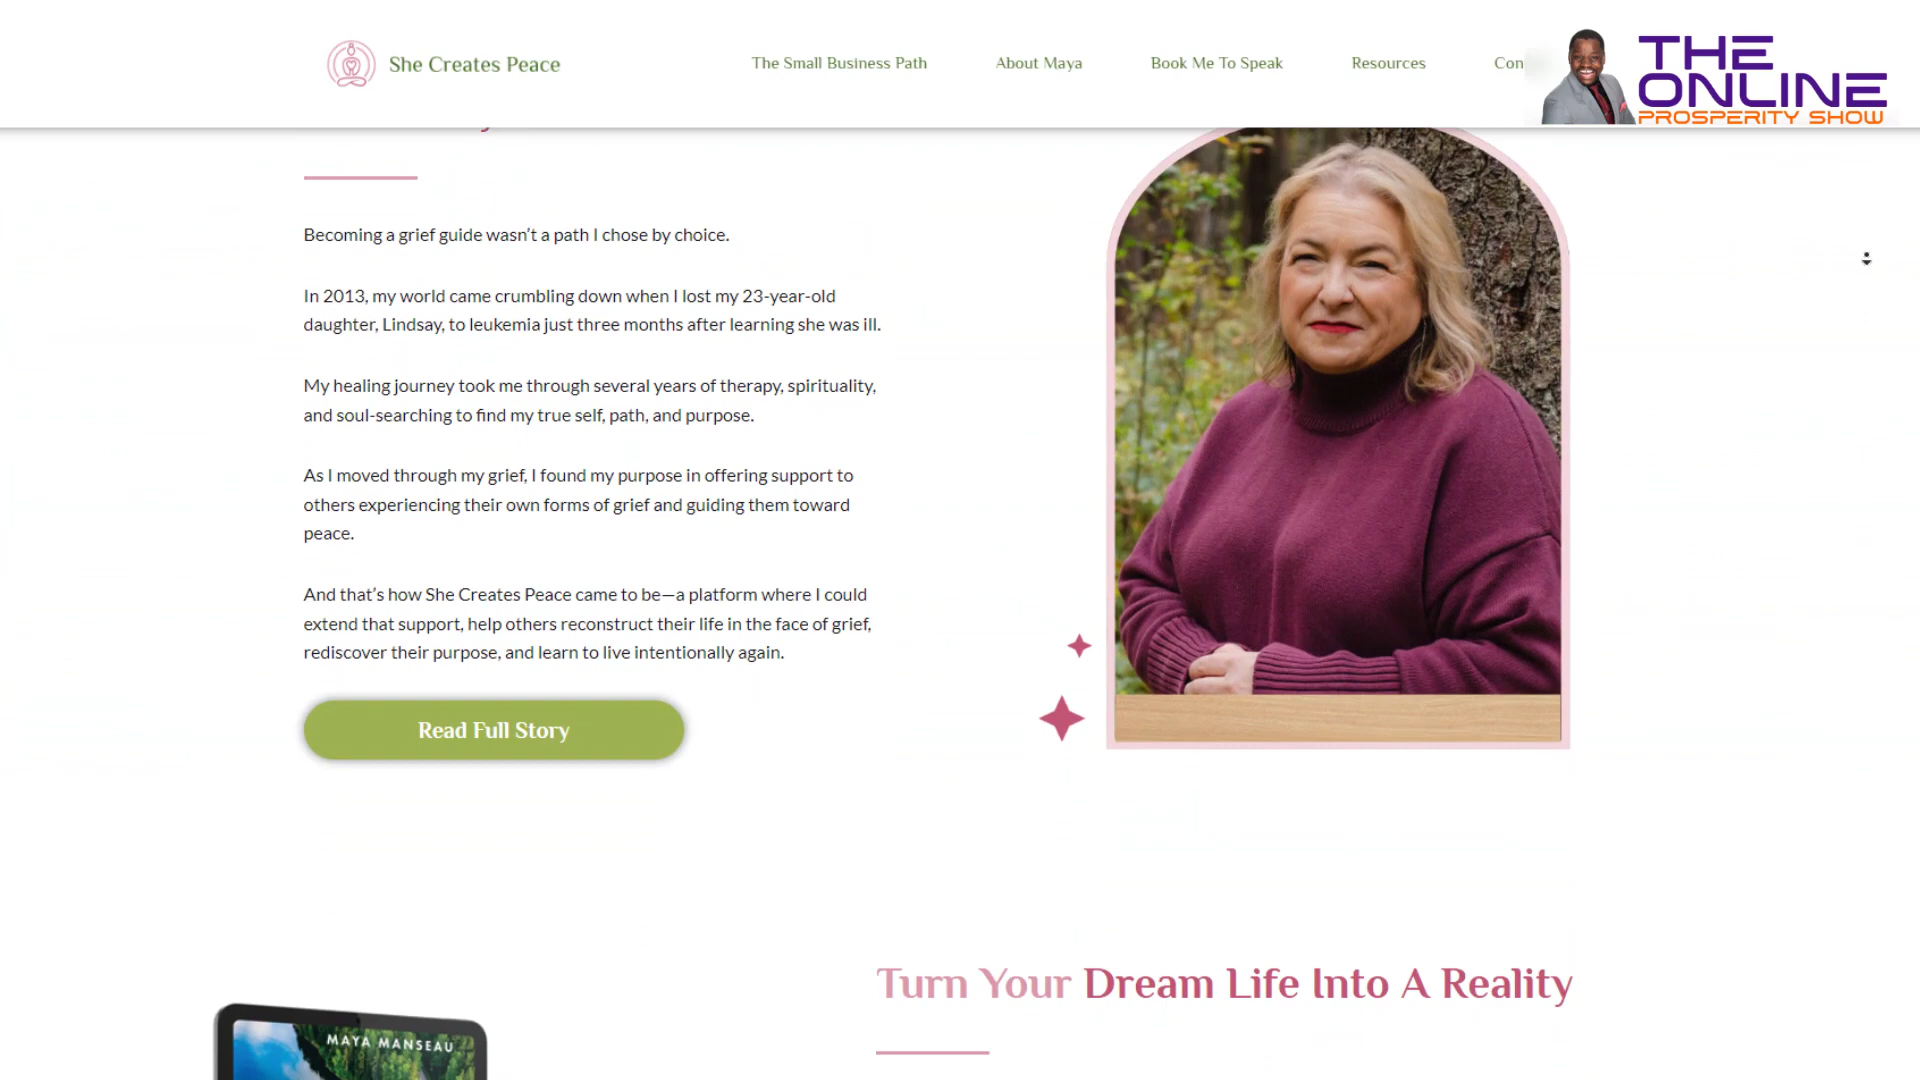 She Creates Peace
The Small Business Path
About Maya
Book Me To Speak
Resources
Con
THE
ONLINE
PROSPERITY SHOW
Becoming a grief guide wasn’t a path I chose by choice.
In 2013, my world came crumbling down when I lost my 23-year-old
daughter, Lindsay, to leukemia just three months after learning she was ill.
My healing journey took me through several years of therapy, spirituality,
and soul-searching to find my true self, path, and purpose.
As I moved through my grief, I found my purpose in offering support to
others experiencing their own forms of grief and guiding them toward
peace.
And that’s how She Creates Peace came to be—a platform where I could
extend that support, help others reconstruct their life in the face of grief,
rediscover their purpose, and learn to live intentionally again.
Read Full Story
Turn Your Dream Life Into A Reality
MAYA MANSEAU